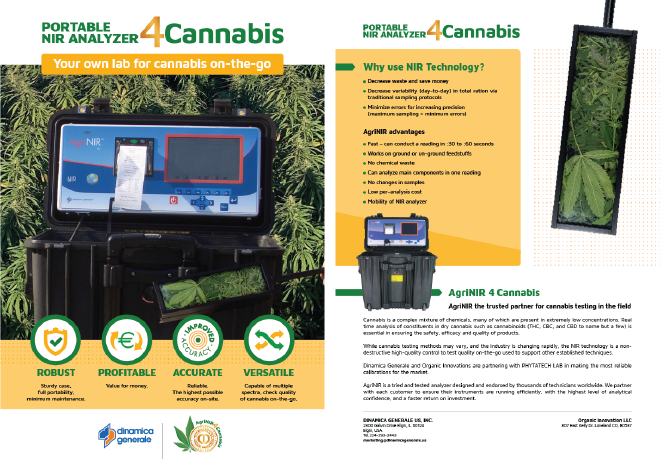 PORTABLE
NIR ANALYZER 4Cannabis
Your own lab for cannabis on-the-go
AgriNIR
NIR
dinamica generale
IMPROVED
ACCURACY
ROBUST
Sturdy case,
full portability,
minimum maintenance.
PROFITABLE
Value for money.
ACCURATE
Reliable.
The highest possible
accuracy on-site.
VERSATILE
Capable of multiple
spectra, check quality
of cannabis on-the-go.
dinamica
generale
PORTABLE
NIR ANALYZER 4Cannabis
Why use NIR Technology?
• Decrease waste and save money
• Decrease variability (day-to-day) in total ration via
traditional sampling protocols
• Minimize errors for increasing precision
(maximum sampling = minimum errors)
AgriNIR advantages
• Fast – can conduct a reading in :30 to :60 seconds
• Works on ground or un-ground feedstuffs
• No chemical waste
• Can analyze main components in one reading
• No changes in samples
• Low per-analysis cost
• Mobility of NIR analyzer
AgriNIR 4 Cannabis
AgriNIR the trusted partner for cannabis testing in the field
Cannabis is a complex mixture of chemicals, many of which are present in extremely low concentrations. Real
time analysis of constituents in dry cannabis such as cannabinoids (THC, CBC, and CBD to name but a few) is
essential in ensuring the safety, efficacy and quality of products.
While cannabis testing methods may vary, and the industry is changing rapidly, the NIR technology is a non-
destructive high-quality control to test quality on-the-go used to support other established techniques.
Dinamica Generale and Organic Innovations are partnering with PHYTATECH LAB in making the most reliable
calibrations for the market.
AgriNIR is a tried and tested analyzer designed and endorsed by thousands of technicians worldwide. We partner
with each customer to ensure their instruments are running efficiently, with the highest level of analytical
confidence, and a faster return on investment.
DINAMICA GENERALE US, INC.
Elgin, USA
marketing@dinamicagenerale.us
Organic Innovation LLC